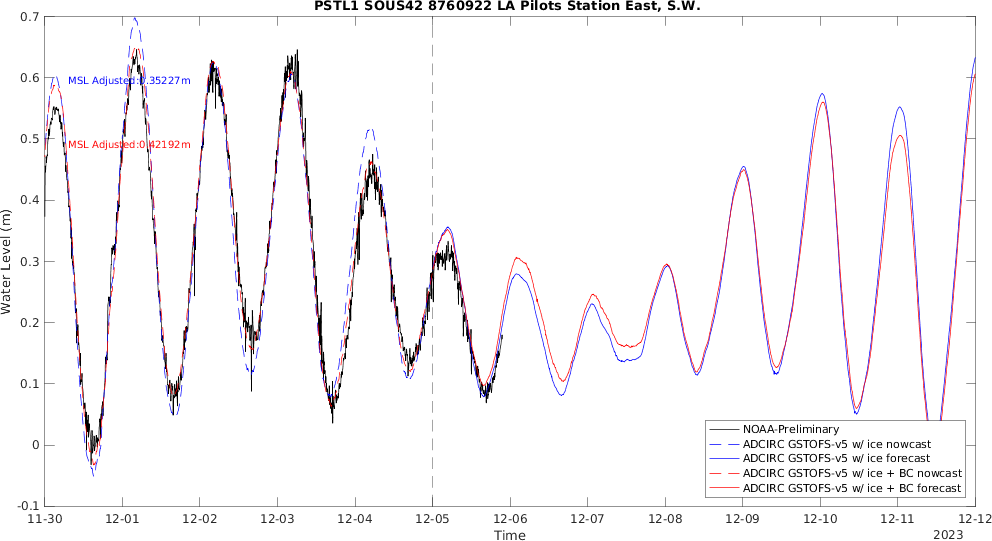 PSTL1 SOUS42 8760922 LA Pilots Station East, S.W.
0.7
0.6
0.5
0.4
0.3
0.2
0.1
0
-0.1
Water Level (m)
MSL Adjusted:0.35227m
MSL Adjusted:0.42192m
NOAA-Preliminary
ADCIRC GSTOFS-v5 w/ ice nowcast
ADCIRC GSTOFS-v5 w/ ice forecast
ADCIRC GSTOFS-v5 w/ ice + BC nowcast
ADCIRC GSTOFS-v5 w/ ice + BC forecast
11-30 12-01 12-02 12-03 12-04 12-05 12-06 12-07 12-08 12-09 12-10 12-11 12-12
Time
2023